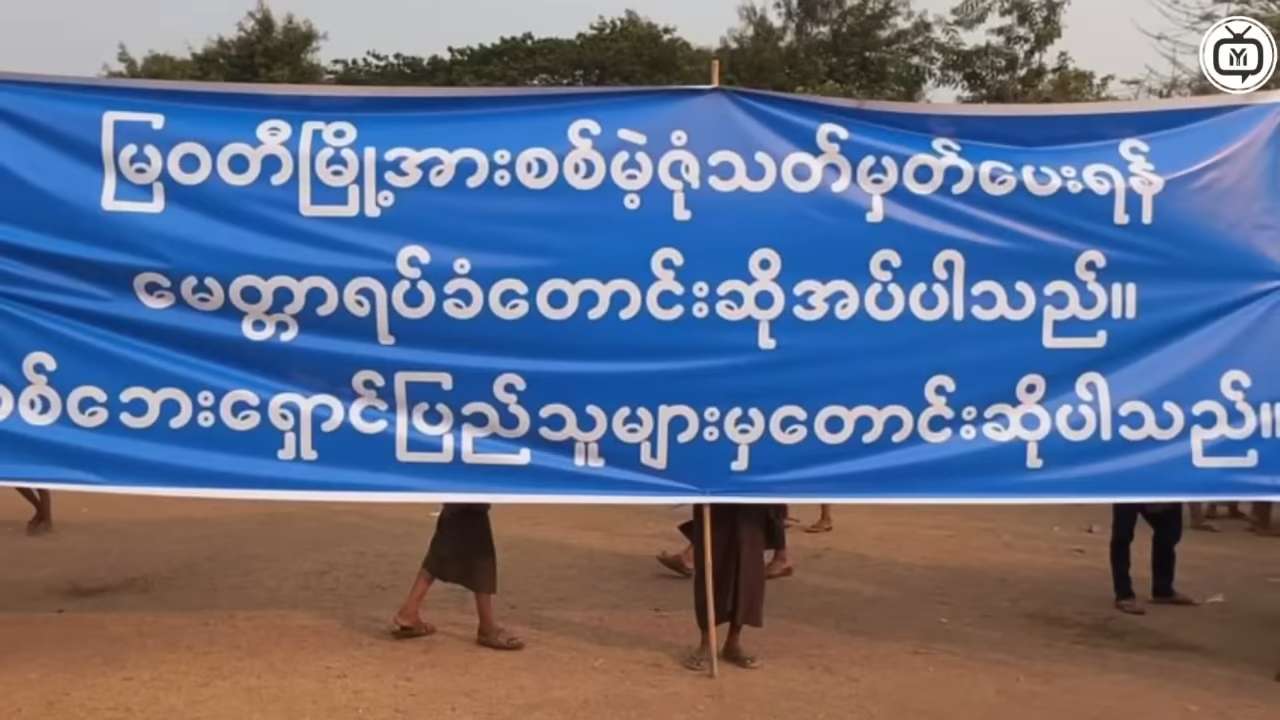 မြဝတီမြို့အားစစ်မဲ့ဇုံသတ်မှတ်ပေးရန်
မေတ္တာရပ်ခံတောင်းဆိုအပ်ပါသည်။
စစ်ဘေးရှောင်ပြည်သူများမှတောင်းဆိုပါသည်။